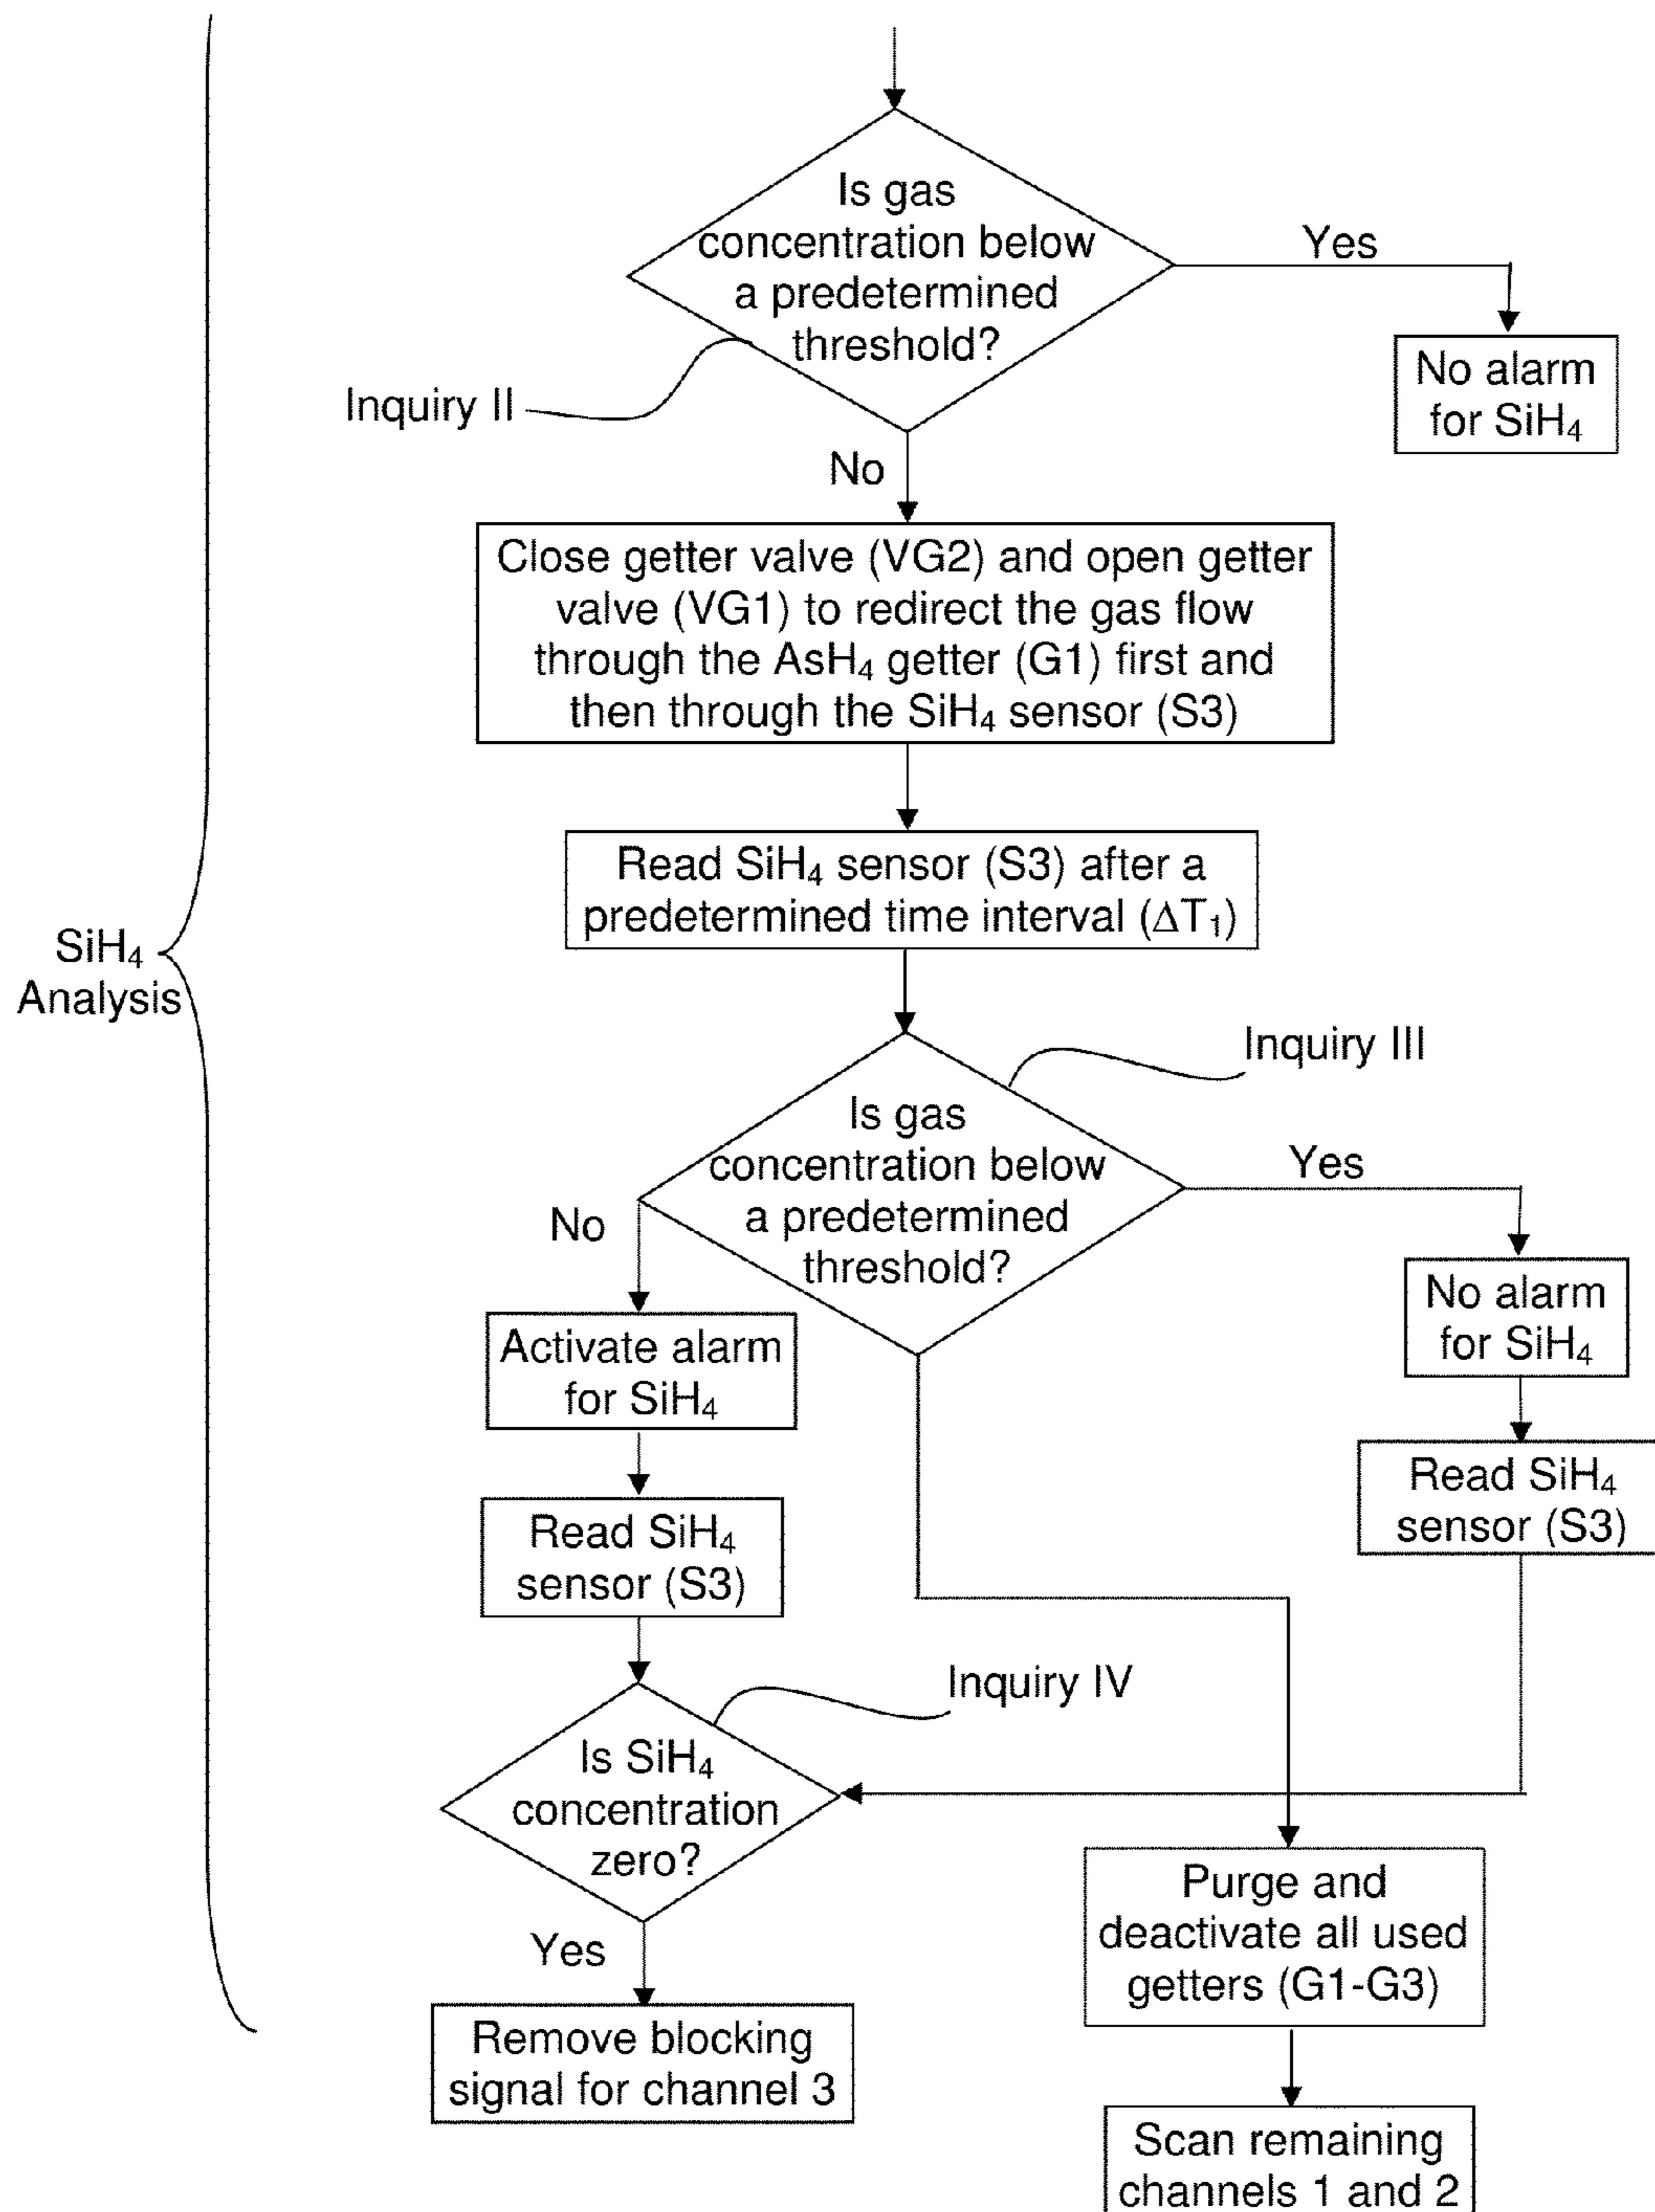 Is gas
concentration below
a predetermined
threshold?
Yes
No alarm
for SiH₄
Inquiry II
No
Close getter valve (VG2) and open getter
valve (VG1) to redirect the gas flow
through the AsH₄ getter (G1) first and
then through the SiH₄ sensor (S3)
Read SiH₄ sensor (S3) after a
predetermined time interval (ΔT₁)
SiH₄
Analysis
Inquiry III
Is gas
concentration below
a predetermined
threshold?
Yes
No
No alarm
for SiH₄
Activate alarm
for SiH₄
Read SiH₄
sensor (S3)
Read SiH₄
sensor (S3)
Inquiry IV
Is SiH₄
concentration
zero?
Purge and
deactivate all used
getters (G1-G3)
Yes
Remove blocking
signal for channel 3
Scan remaining
channels 1 and 2